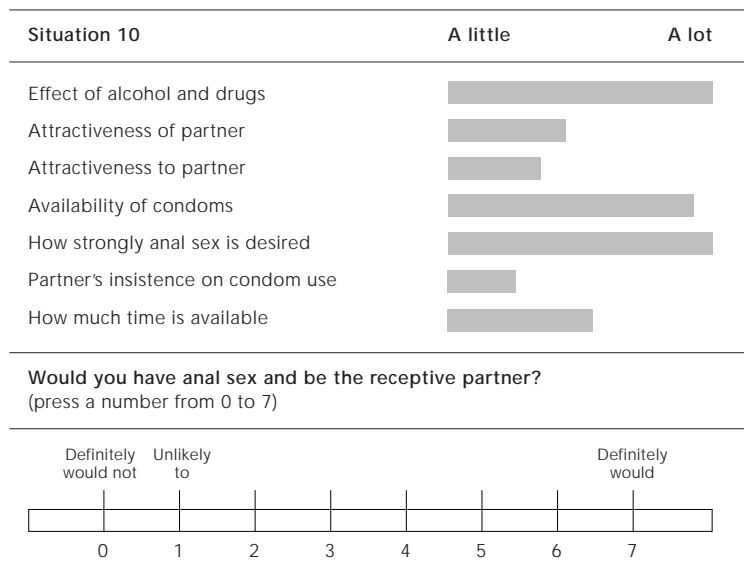 Situation 10 A little A lot
Effect of alcohol and drugs
Attractiveness of partner
Attractiveness to partner
Availability of condoms
How strongly anal sex is desired
Partner's insistence on condom use
How much time is available
Would you have anal sex and be the receptive partner?
(press a number from 0 to 7)
Definitely would not
Unlikely to
Definitely would
0 1 2 3 4 5 6 7